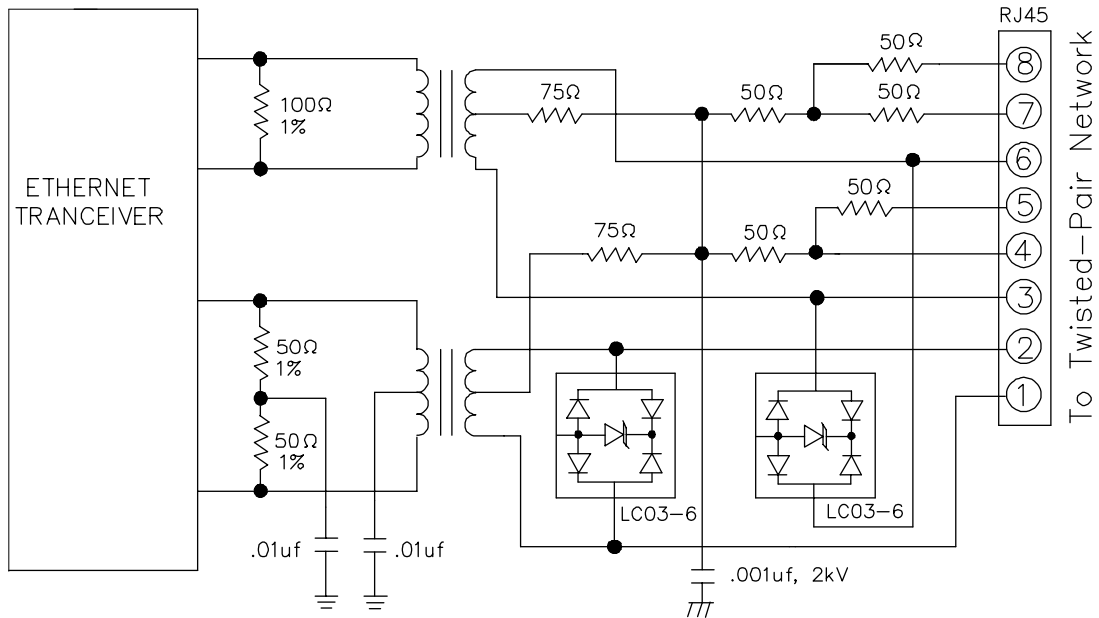 RJ45
50Ω
8
75Ω
50Ω
50Ω
7
100Ω
1%
6
ETHERNET
TRANCEIVER
50Ω
5
75Ω
50Ω
4
3
50Ω
1%
2
1
50Ω
1%
LC03-6
LC03-6
.01uf
.01uf
.001uf, 2kV
To Twisted-Pair Network